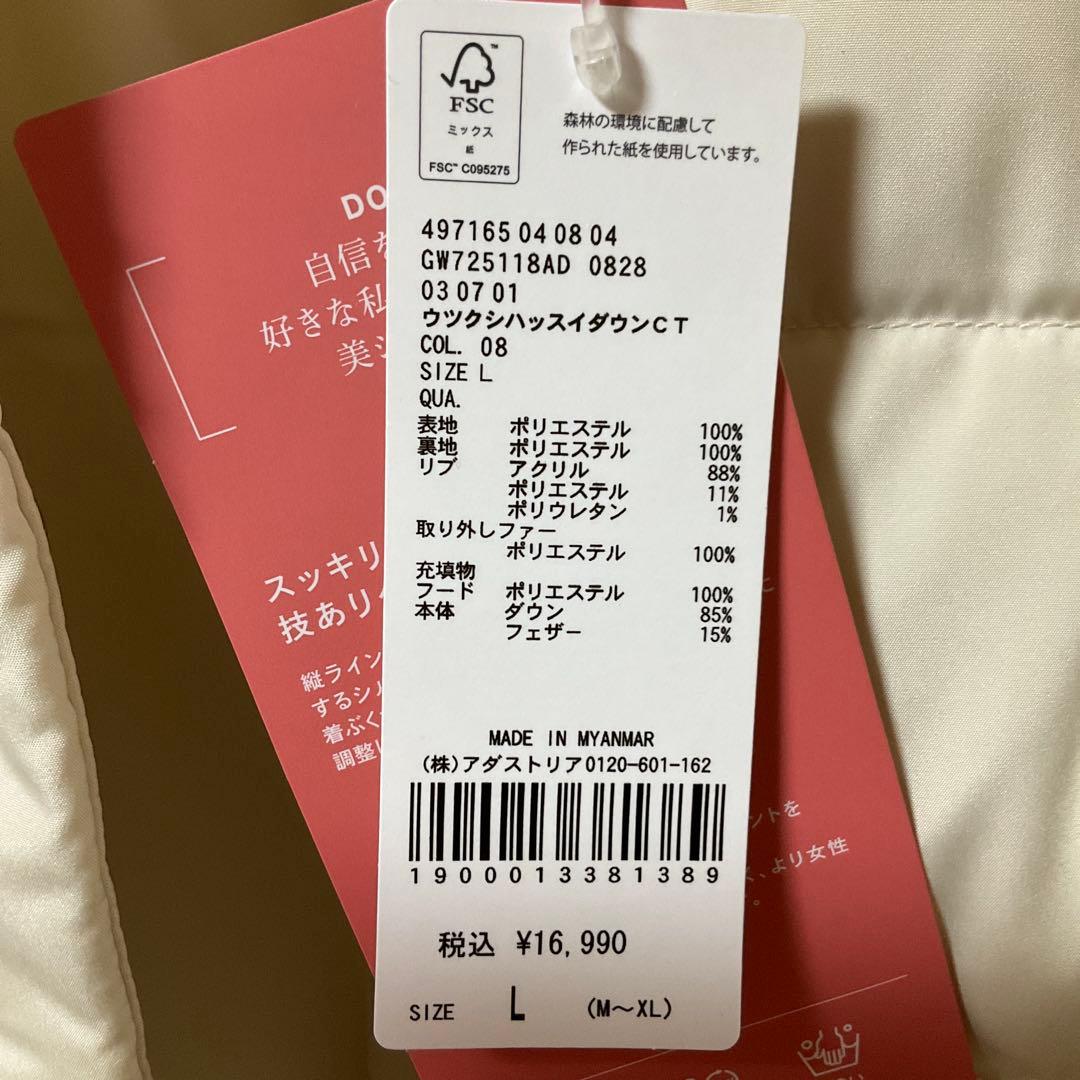 FSC
ミックス
紙
FSC™ C095275
森林の環境に配慮して
作られた紙を使用しています。
497165 04 08 04
GW725118AD 0828
03 07 01
ウツクシハッスイダウンCT
COL. 08
SIZE L
QUA.
表地 ポリエステル 100%
裏地 ポリエステル 100%
リブ アクリル 88%
ポリエステル 11%
ポリウレタン 1%
取り外しファー
ポリエステル 100%
充填物
フード ポリエステル 100%
本体 ダウン 85%
フェザー 15%
MADE IN MYANMAR
(株)アダストリア0120-601-162
1900013381389
税込 ¥16,990
SIZE L (M〜XL)
DO
自信を
好きな私
美シ
スッキリ
技あり
縦ライン
するシル
着ぶく
調整し
に
ントを
、より女性
。
い